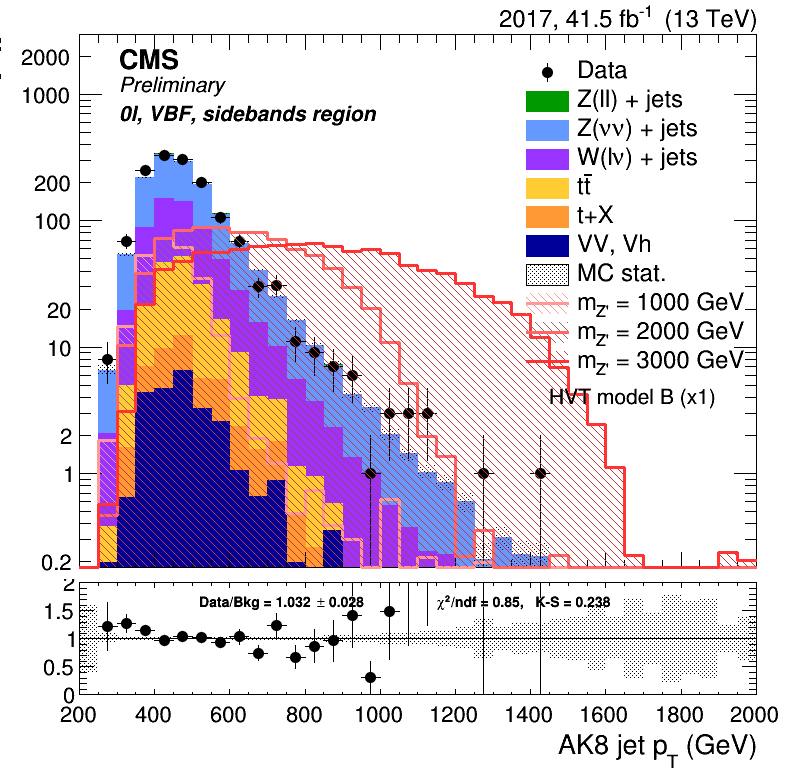 2017, 41.5 fb⁻¹ (13 TeV)
CMS
Preliminary
0l, VBF, sidebands region
Data
Z(ll) + jets
Z(νν) + jets
W(lν) + jets
tt̄
t+X
VV, Vh
MC stat.
m_Z' = 1000 GeV
m_Z' = 2000 GeV
m_Z' = 3000 GeV
HVT model B (x1)
2000
1000
200
100
20
10
2
1
0.2
Data/Bkg = 1.032 ± 0.028
χ²/ndf = 0.85, K-S = 0.238
2
1.5
1
0.5
0
200 400 600 800 1000 1200 1400 1600 1800 2000
AK8 jet p_T (GeV)